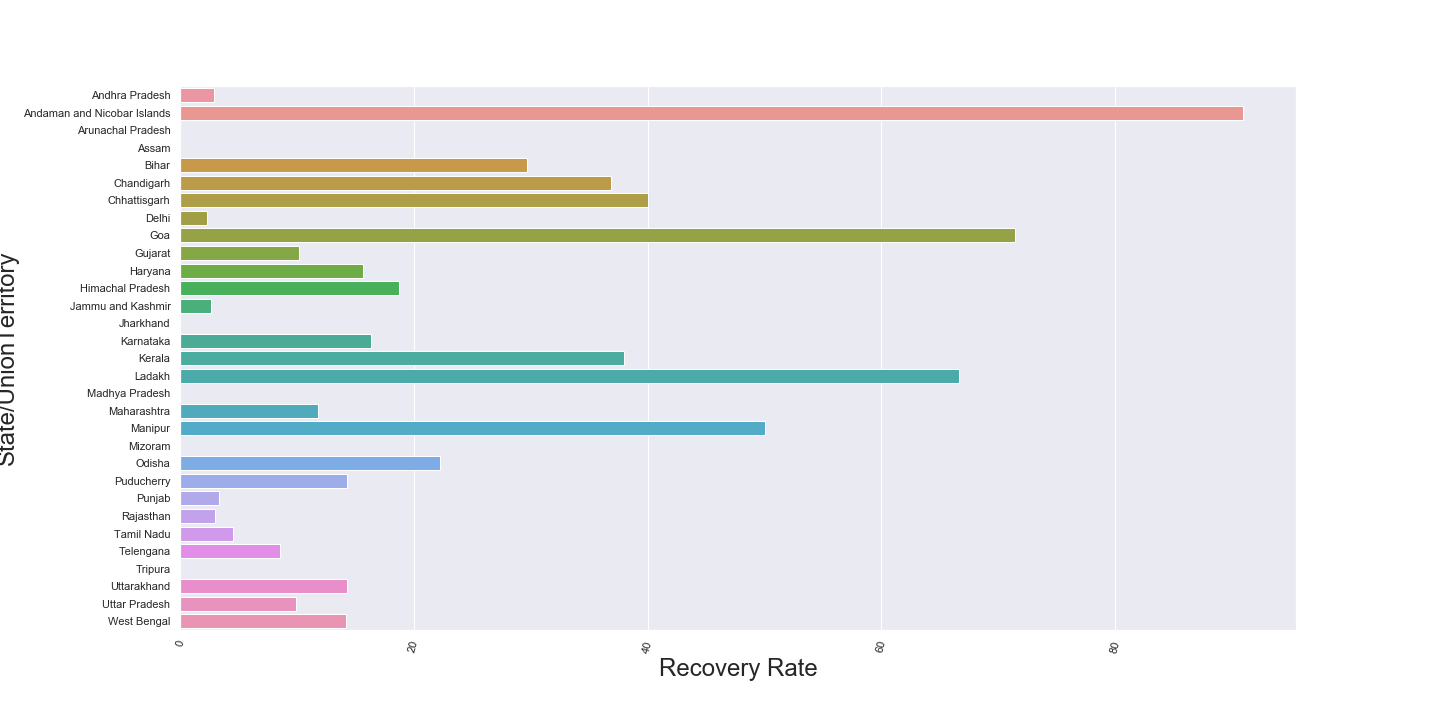 State/UnionTerritory
Andhra Pradesh
Andaman and Nicobar Islands
Arunachal Pradesh
Assam
Bihar
Chandigarh
Chhattisgarh
Delhi
Goa
Gujarat
Haryana
Himachal Pradesh
Jammu and Kashmir
Jharkhand
Karnataka
Kerala
Ladakh
Madhya Pradesh
Maharashtra
Manipur
Mizoram
Odisha
Puducherry
Punjab
Rajasthan
Tamil Nadu
Telengana
Tripura
Uttarakhand
Uttar Pradesh
West Bengal
0 20 40 60 80
Recovery Rate